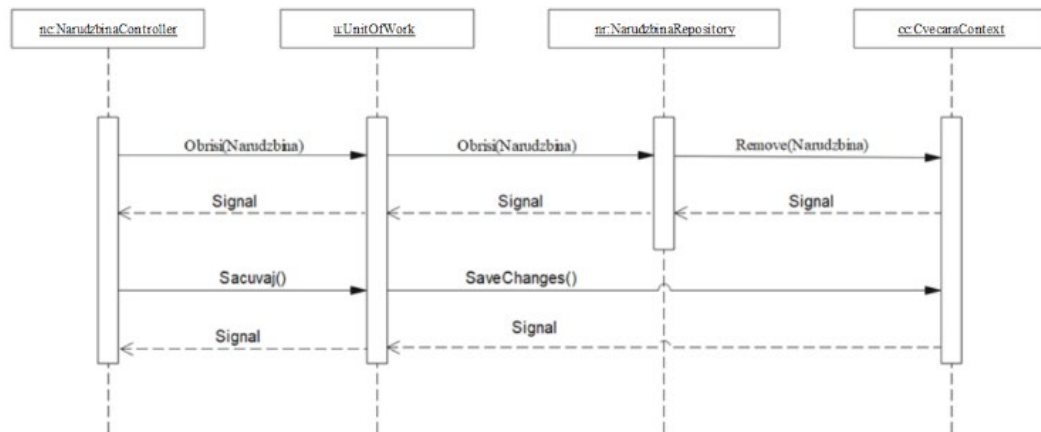 nc:NarudzbinaController
u:UnitOfWork
nr:NarudzbinaRepository
cc:CvecaraContext
Obrisi(Narudzbina)
Obrisi(Narudzbina)
Remove(Narudzbina)
Signal
Signal
Signal
Sacuvaj()
SaveChanges()
Signal
Signal